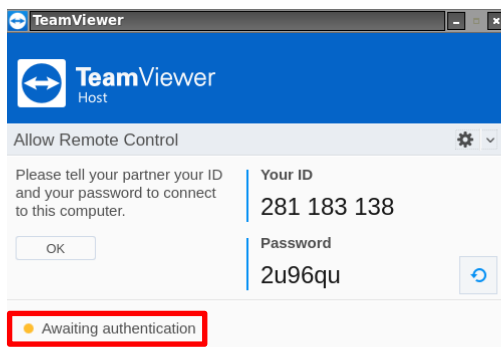 TeamViewer
TeamViewer
Host
Allow Remote Control
Please tell your partner your ID
and your password to connect
to this computer.
OK
Your ID
281 183 138
Password
2u96qu
Awaiting authentication